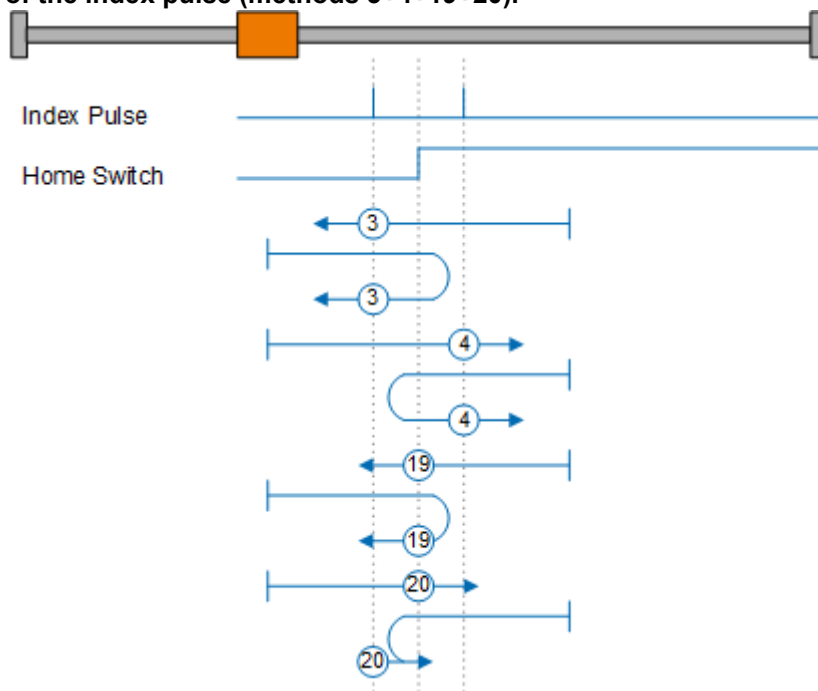 of the index pulse (methods 3+4+19+20).
Index Pulse
Home Switch
3
3
4
4
19
19
20
20